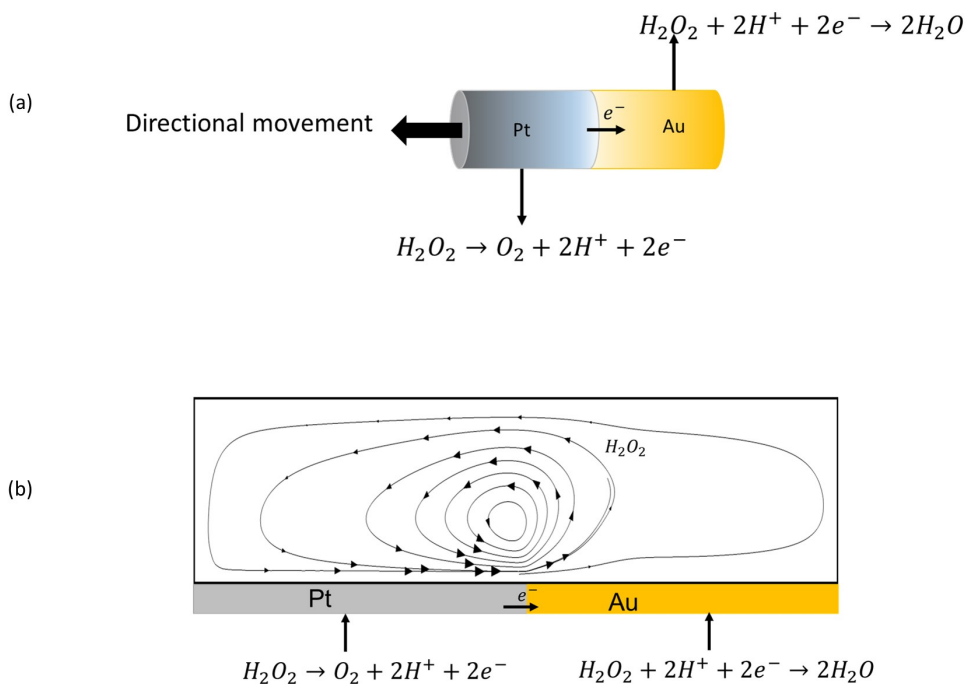 H₂O₂ + 2H⁺ + 2e⁻ → 2H₂O
(a)
Directional movement
Pt
e⁻
Au
H₂O₂ → O₂ + 2H⁺ + 2e⁻
H₂O₂
(b)
Pt
e⁻
Au
H₂O₂ → O₂ + 2H⁺ + 2e⁻
H₂O₂ + 2H⁺ + 2e⁻ → 2H₂O